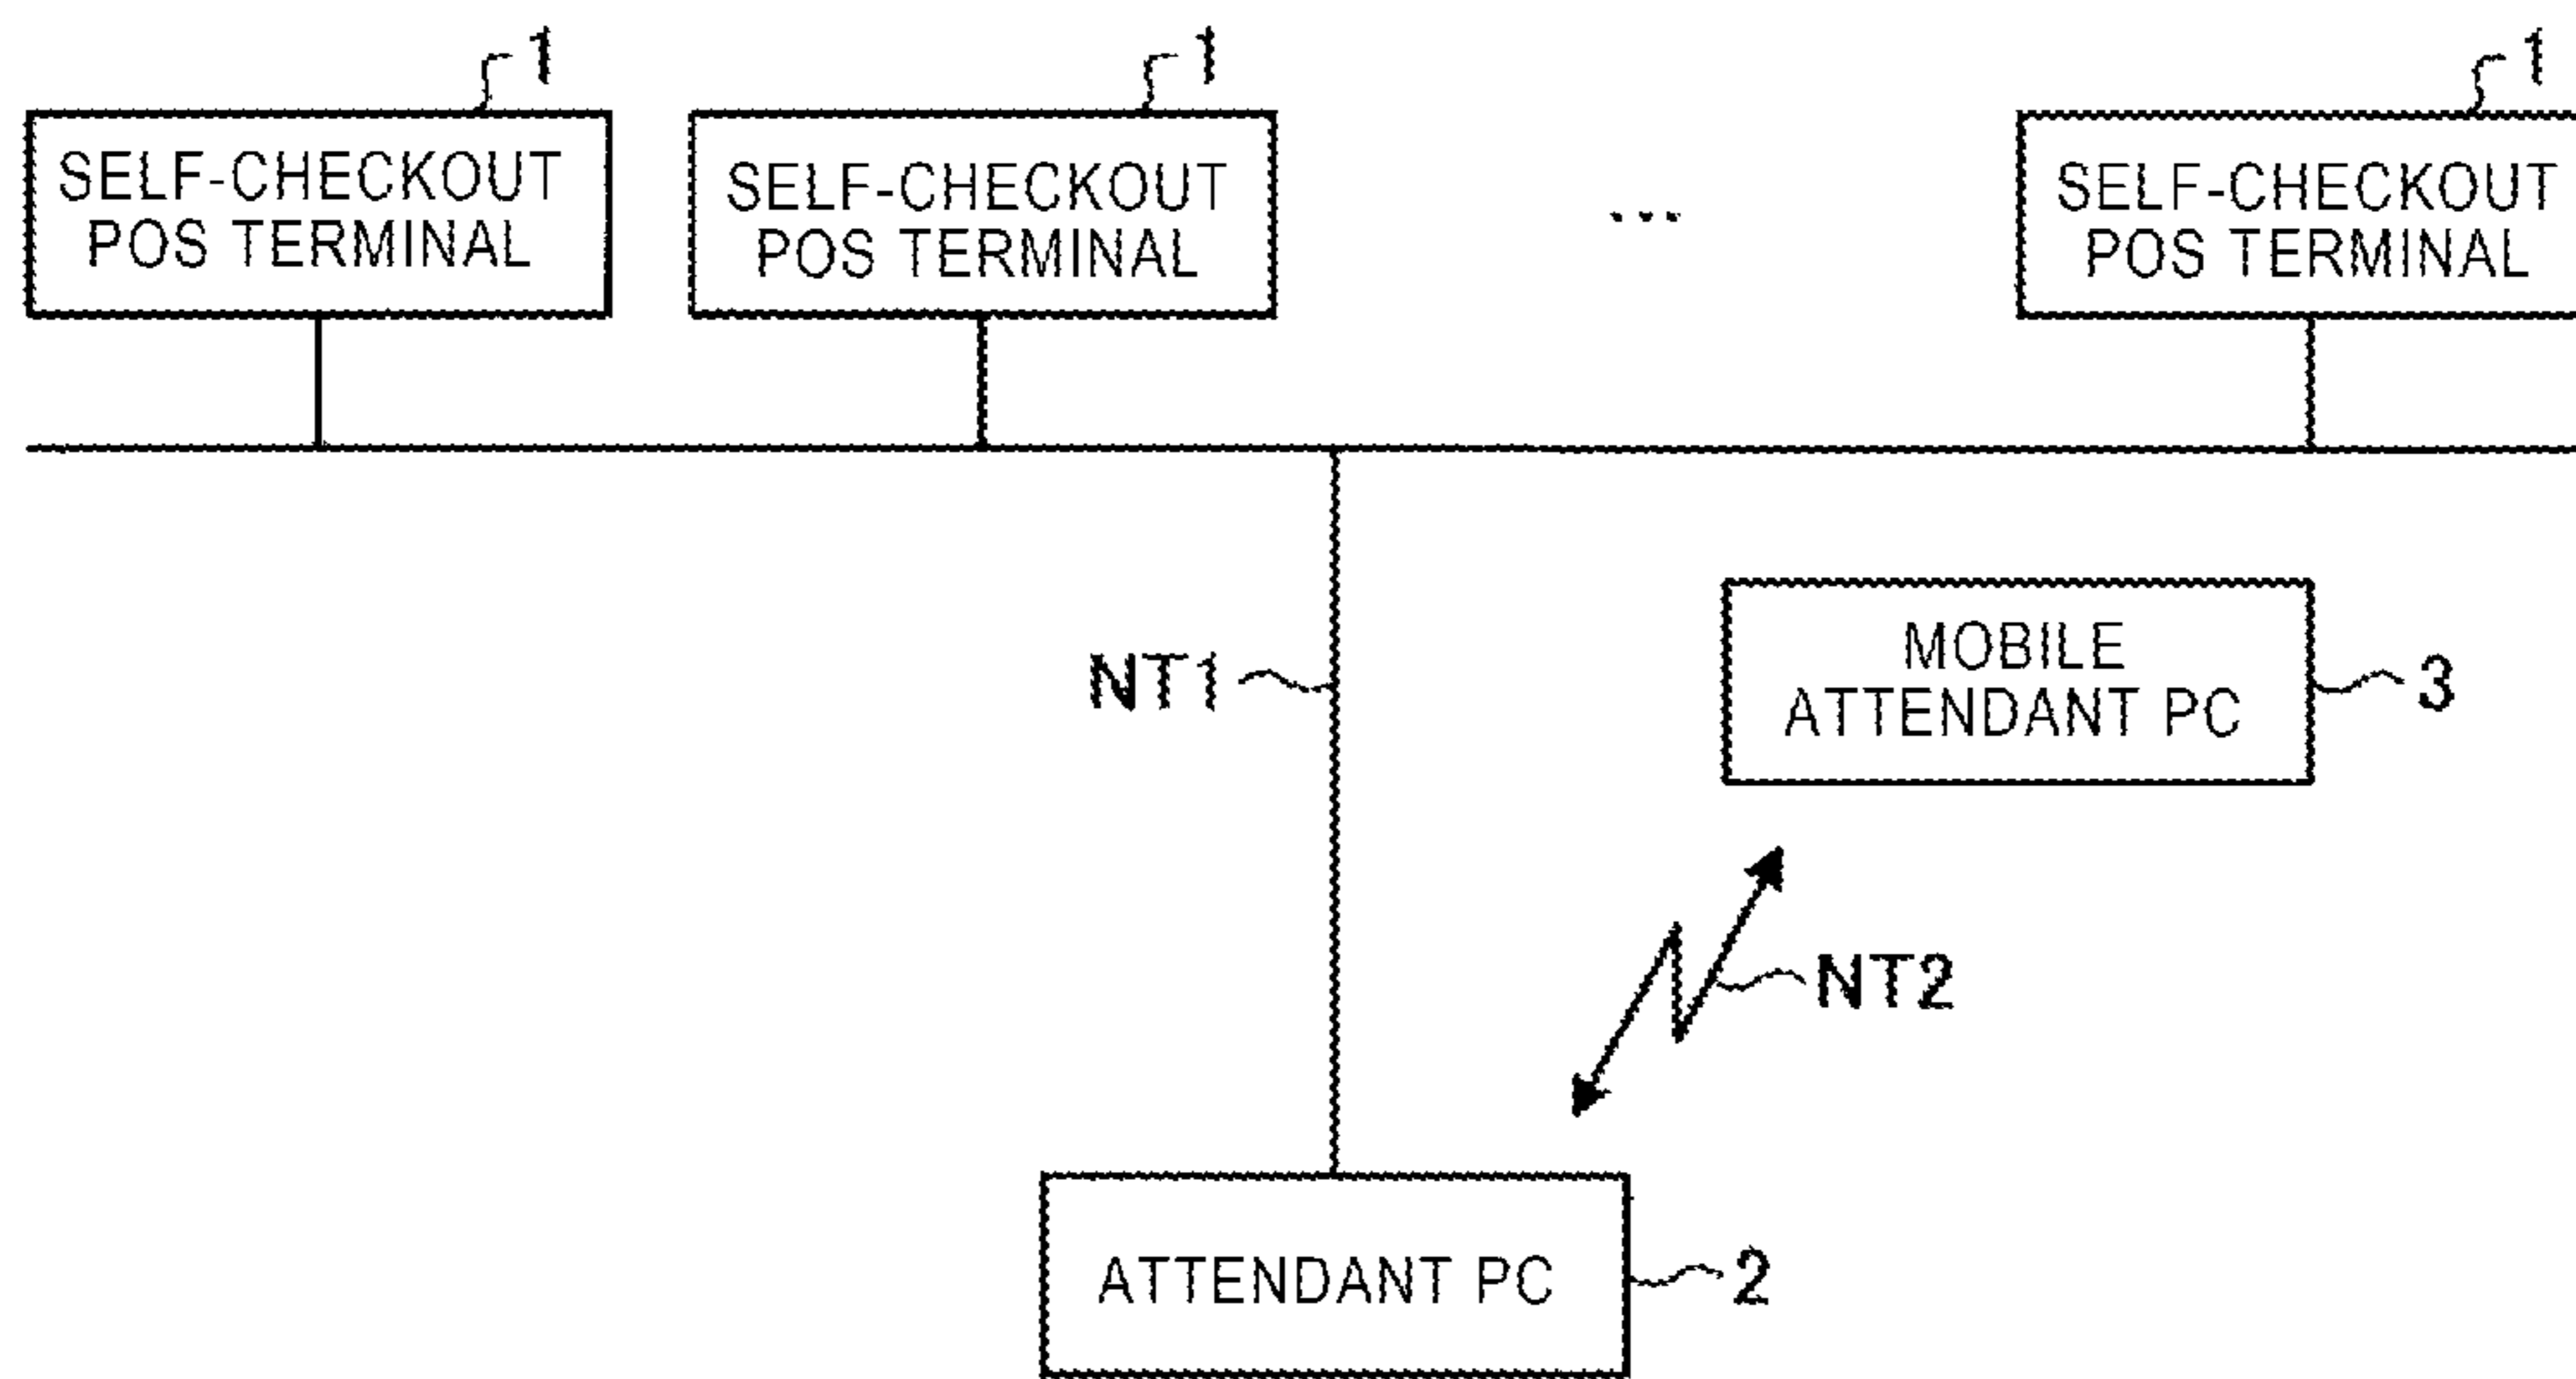 1
1
1
SELF-CHECKOUT
POS TERMINAL
SELF-CHECKOUT
POS TERMINAL
...
SELF-CHECKOUT
POS TERMINAL
NT1
MOBILE
ATTENDANT PC
3
NT2
ATTENDANT PC
2